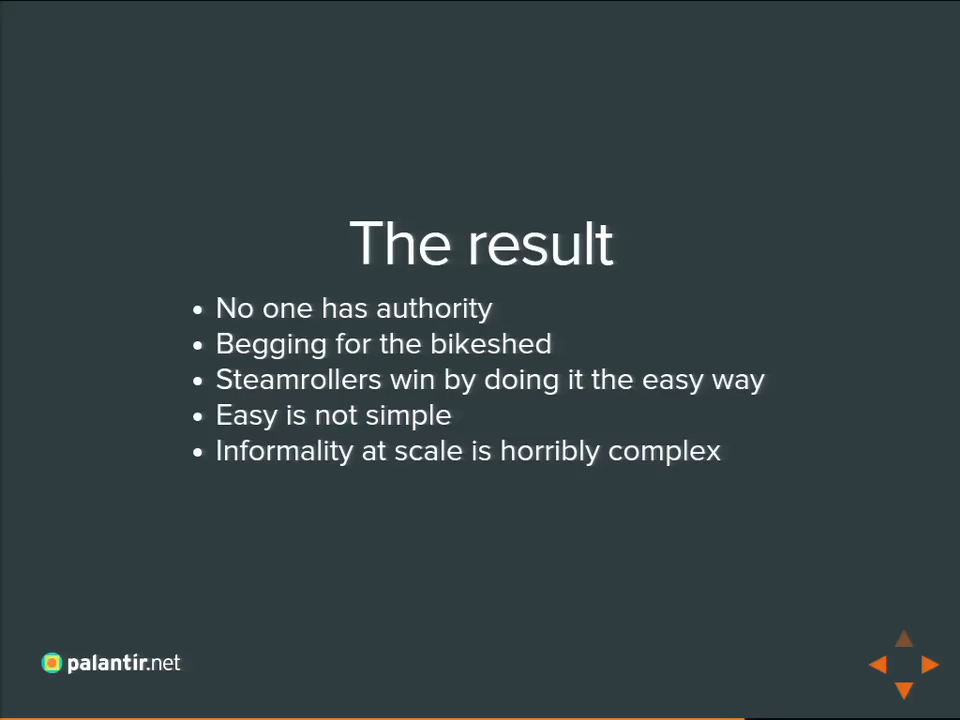 The result
• No one has authority
• Begging for the bikeshed
• Steamrollers win by doing it the easy way
• Easy is not simple
• Informality at scale is horribly complex
palantir.net